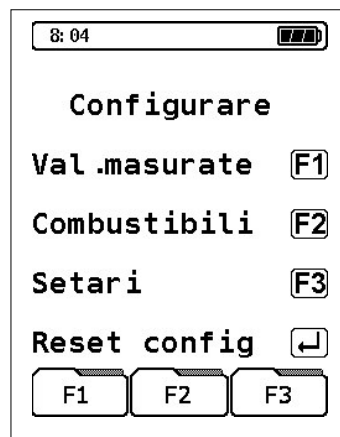 8:04
Configurare
Val.masurate F1
Combustibili F2
Setari F3
Reset config ↵
F1 F2 F3